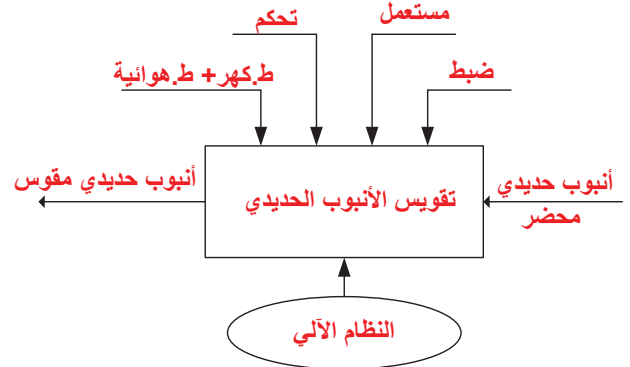 مستعمل
تحكم
ضبط
ط.كهر+ ط.هوائية
أنبوب حديدي
محضر
تقويس الأنبوب الحديدي
أنبوب حديدي مقوس
النظام الآلي